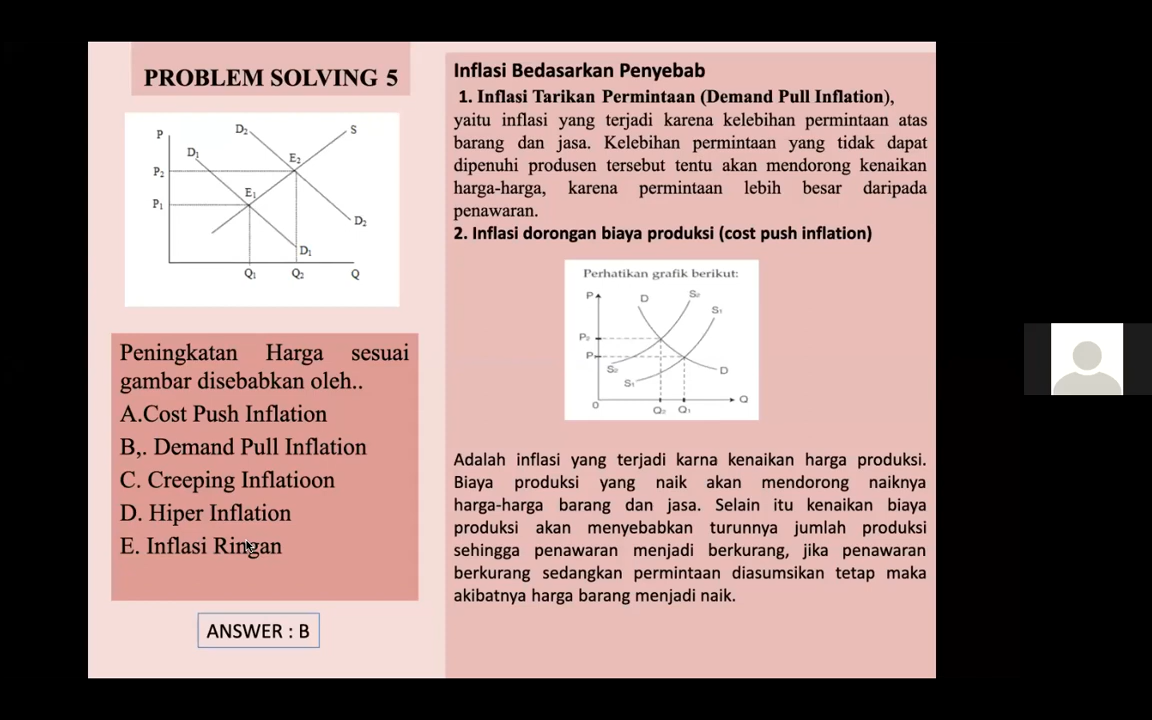 PROBLEM SOLVING 5
P
D₂
S
D₁
E₂
P₂
E₁
P₁
D₂
D₁
Q₁
Q₂
Q
Peningkatan Harga sesuai
gambar disebabkan oleh..
A.Cost Push Inflation
B,. Demand Pull Inflation
C. Creeping Inflatioon
D. Hiper Inflation
E. Inflasi Ringan
ANSWER : B
Inflasi Bedasarkan Penyebab
1. Inflasi Tarikan Permintaan (Demand Pull Inflation),
yaitu inflasi yang terjadi karena kelebihan permintaan atas
barang dan jasa. Kelebihan permintaan yang tidak dapat
dipenuhi produsen tersebut tentu akan mendorong kenaikan
harga-harga, karena permintaan lebih besar daripada
penawaran.
2. Inflasi dorongan biaya produksi (cost push inflation)
Perhatikan grafik berikut:
P
D
S₂
S₁
P₂
P
S₂
S₁
D
0
Q₂
Q₁
Q
Adalah inflasi yang terjadi karna kenaikan harga produksi.
Biaya produksi yang naik akan mendorong naiknya
harga-harga barang dan jasa. Selain itu kenaikan biaya
produksi akan menyebabkan turunnya jumlah produksi
sehingga penawaran menjadi berkurang, jika penawaran
berkurang sedangkan permintaan diasumsikan tetap maka
akibatnya harga barang menjadi naik.